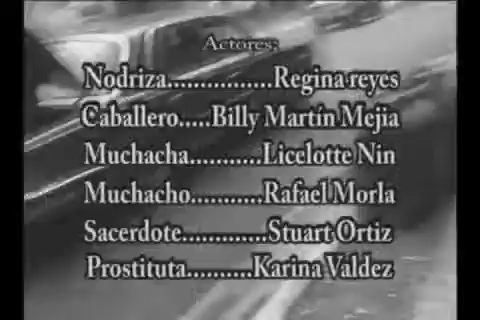 Actores:
Nodriza................Regina reyes
Caballero.....Billy Martín Mejia
Muchacha...........Licelotte Nin
Muchacho...........Rafael Morla
Sacerdote.............Stuart Ortiz
Prostituta..........Karina Valdez